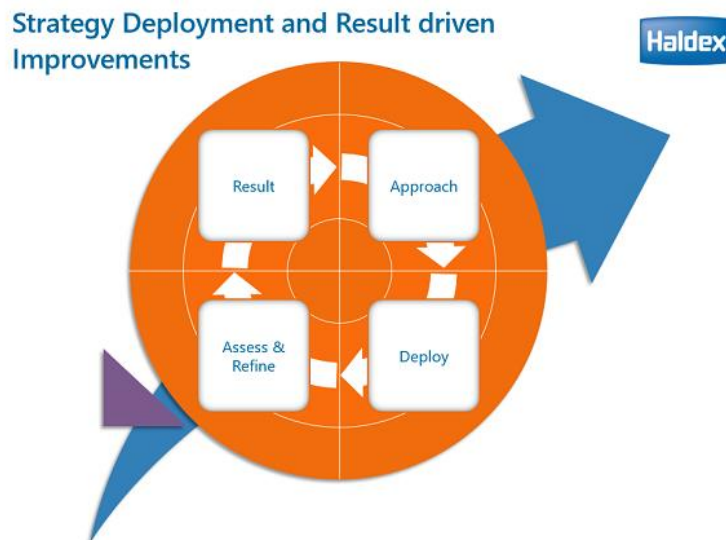 Strategy Deployment and Result driven
Improvements
Haldex
Result
Approach
Assess &
Refine
Deploy